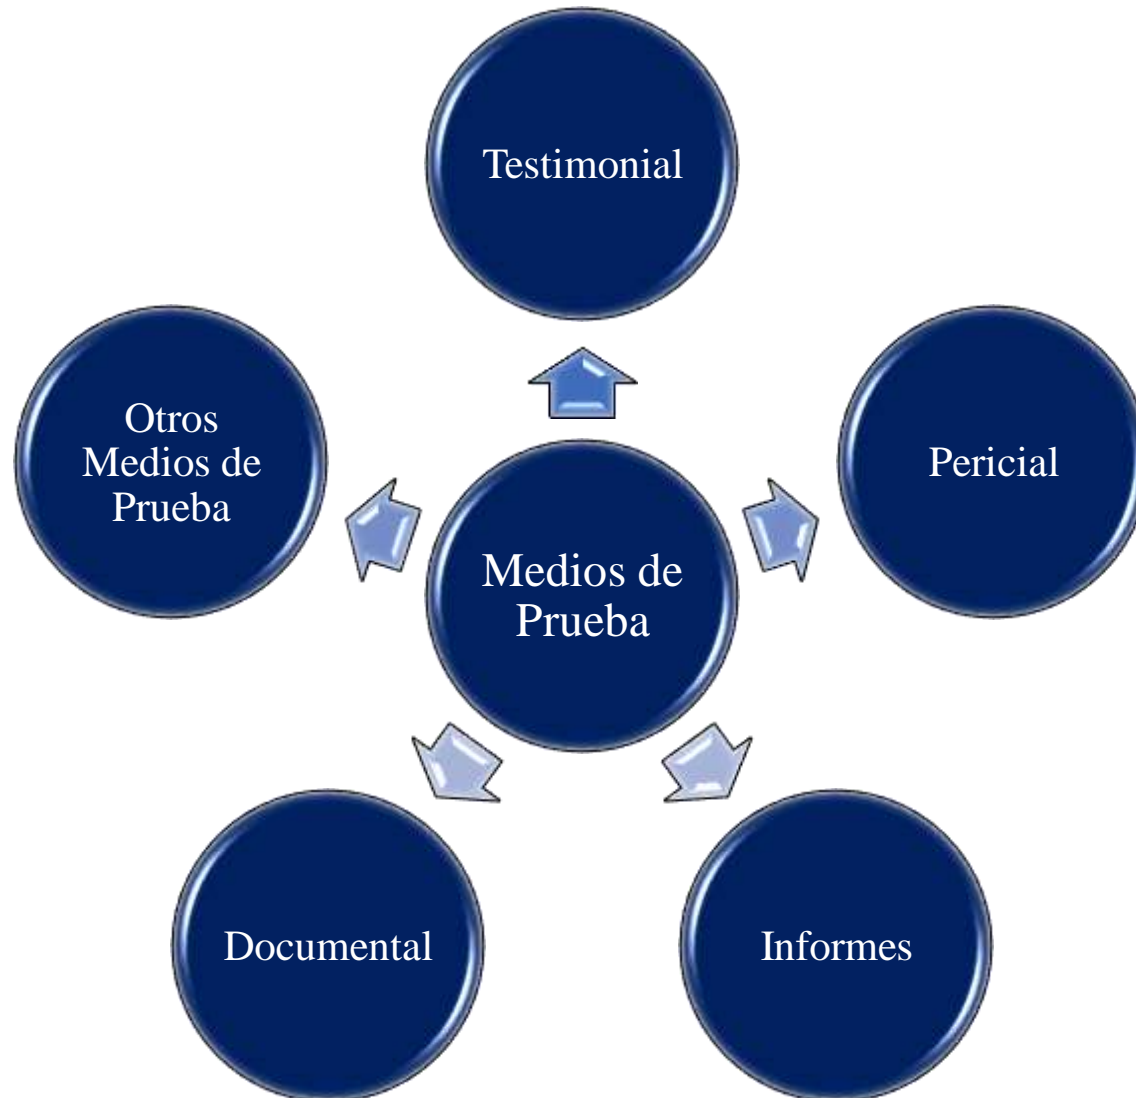 Testimonial
Otros
Medios de
Prueba
Pericial
Medios de
Prueba
Documental
Informes